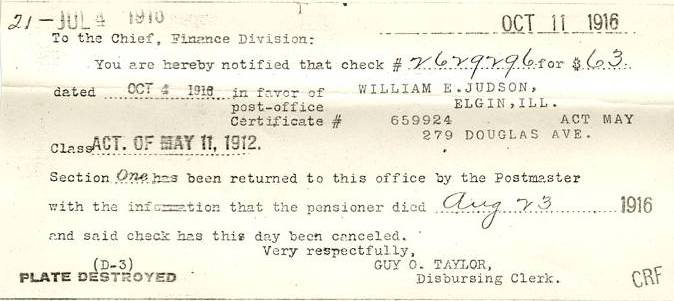 21-JUL 4 1916
OCT 11 1916
To the Chief, Finance Division:
You are hereby notified that check # 2629296 for $63.
dated OCT 4 1916 in favor of WILLIAM E. JUDSON,
post-office ELGIN, ILL.
Certificate # 659924 ACT MAY
279 DOUGLAS AVE.
Class ACT. OF MAY 11, 1912.
Section One has been returned to this office by the Postmaster
with the information that the pensioner died Aug 23 1916
and said check has this day been canceled.
Very respectfully,
(D-3) GUY O. TAYLOR,
PLATE DESTROYED Disbursing Clerk.
CRF